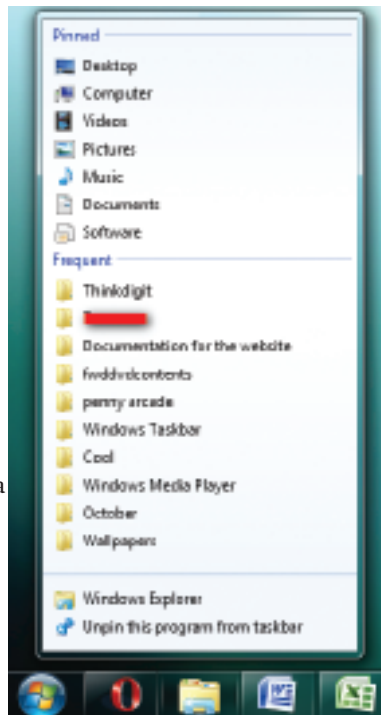 Pinned
Desktop
Computer
Videos
Pictures
Music
Documents
Software
Frequent
Thinkdigit
Documentation for the website
fwddvdcontents
penny arcade
Windows Taskbar
Cool
a
Windows Media Player
October
Wallpapers
Windows Explorer
Unpin this program from taskbar